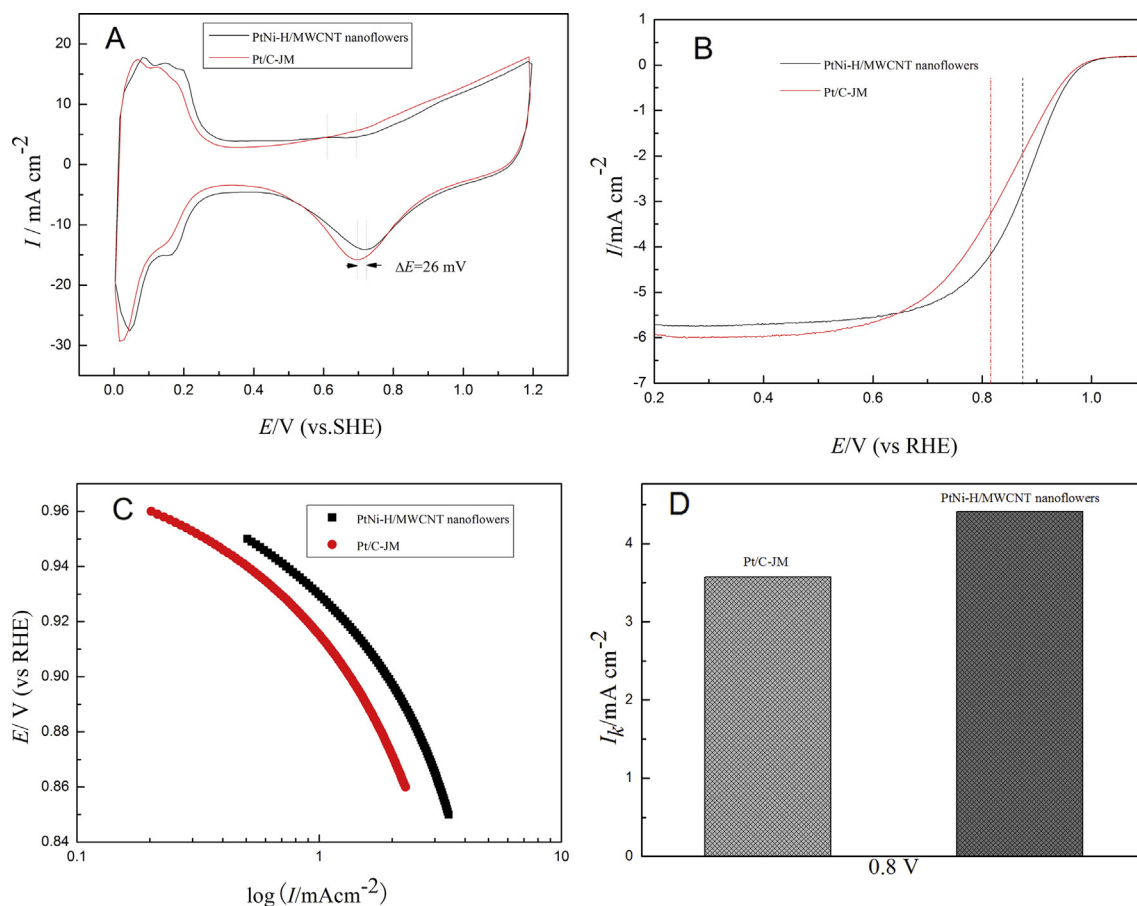 A
PtNi-H/MWCNT nanoflowers
Pt/C-JM
20
10
0
-10
-20
-30
I / mA cm-2
ΔE=26 mV
0.0 0.2 0.4 0.6 0.8 1.0 1.2
E/V (vs.SHE)
B
PtNi-H/MWCNT nanoflowers
Pt/C-JM
1
0
-1
-2
-3
-4
-5
-6
-7
I/mA cm-2
0.2 0.4 0.6 0.8 1.0
E/V (vs RHE)
C
PtNi-H/MWCNT nanoflowers
Pt/C-JM
0.96
0.94
0.92
0.90
0.88
0.86
0.84
E/ V (vs RHE)
0.1 1 10
log (I/mAcm-2)
D
PtNi-H/MWCNT nanoflowers
Pt/C-JM
4
3
2
1
0
Ik/mA cm-2
0.8 V